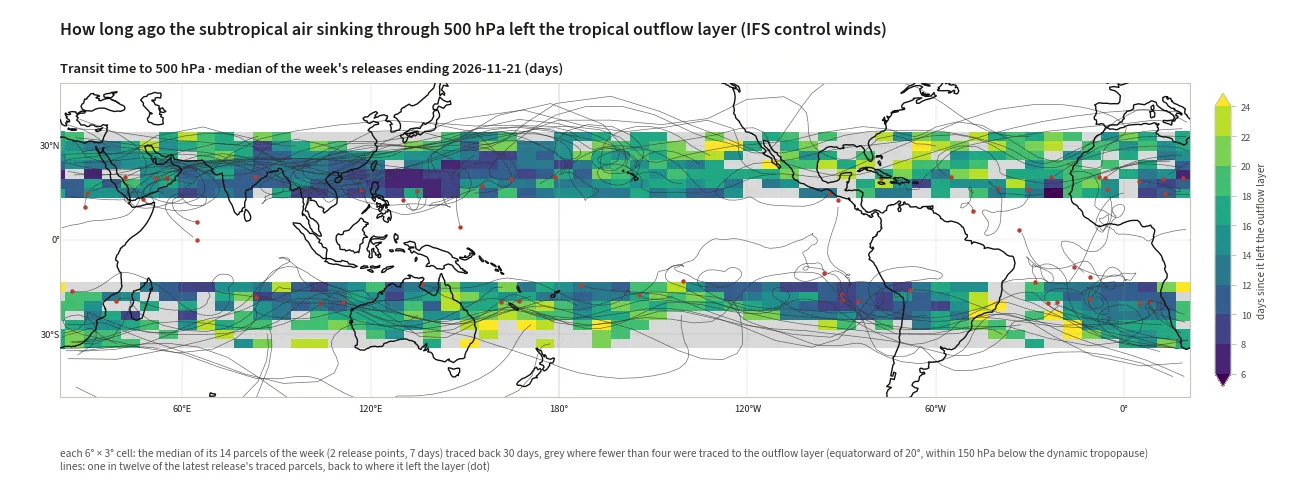 How long ago the subtropical air sinking through 500 hPa left the tropical outflow layer (IFS control winds)
Transit time to 500 hPa · median of the week's releases ending 2026-11-21 (days)
30°N
0°
30°S
60°E
120°E
180°
120°W
60°W
0°
24
22
20
18
16
14
12
10
8
6
days since it left the outflow layer
each 6° × 3° cell: the median of its 14 parcels of the week (2 release points, 7 days) traced back 30 days, grey where fewer than four were traced to the outflow layer (equatorward of 20°, within 150 hPa below the dynamic tropopause)
lines: one in twelve of the latest release's traced parcels, back to where it left the layer (dot)